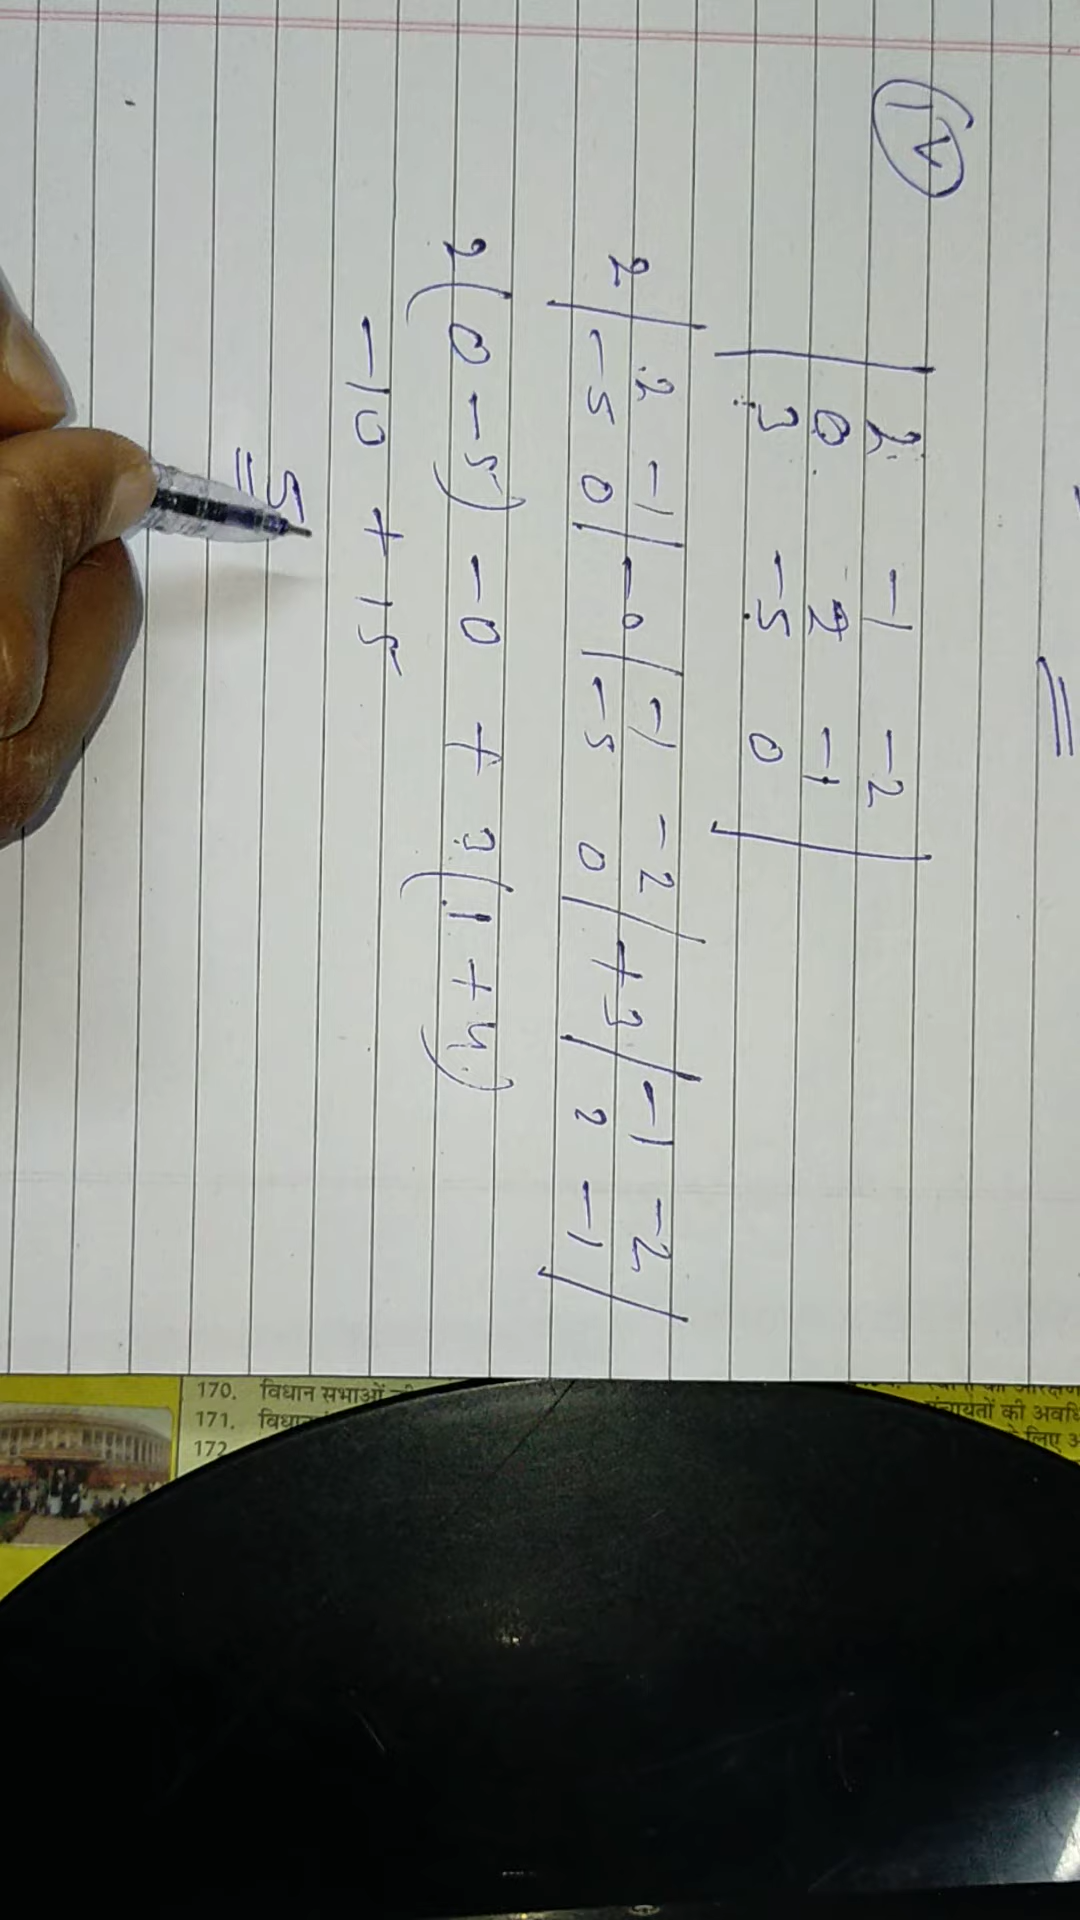 (iv)
| 2 -1 -2 |
| 0 2 -1 |
| 3 -5 0 |
2 | 2 -1 | -0 | -1 -2 | +3 | -1 -2 |
| -5 0 | | -5 0 | | 2 -1 |
2(0-5) -0 + 3(1+4)
-10 + 15
5
170. विधान सभाओं
171.
172
पंचायतों की अवधि
लिए